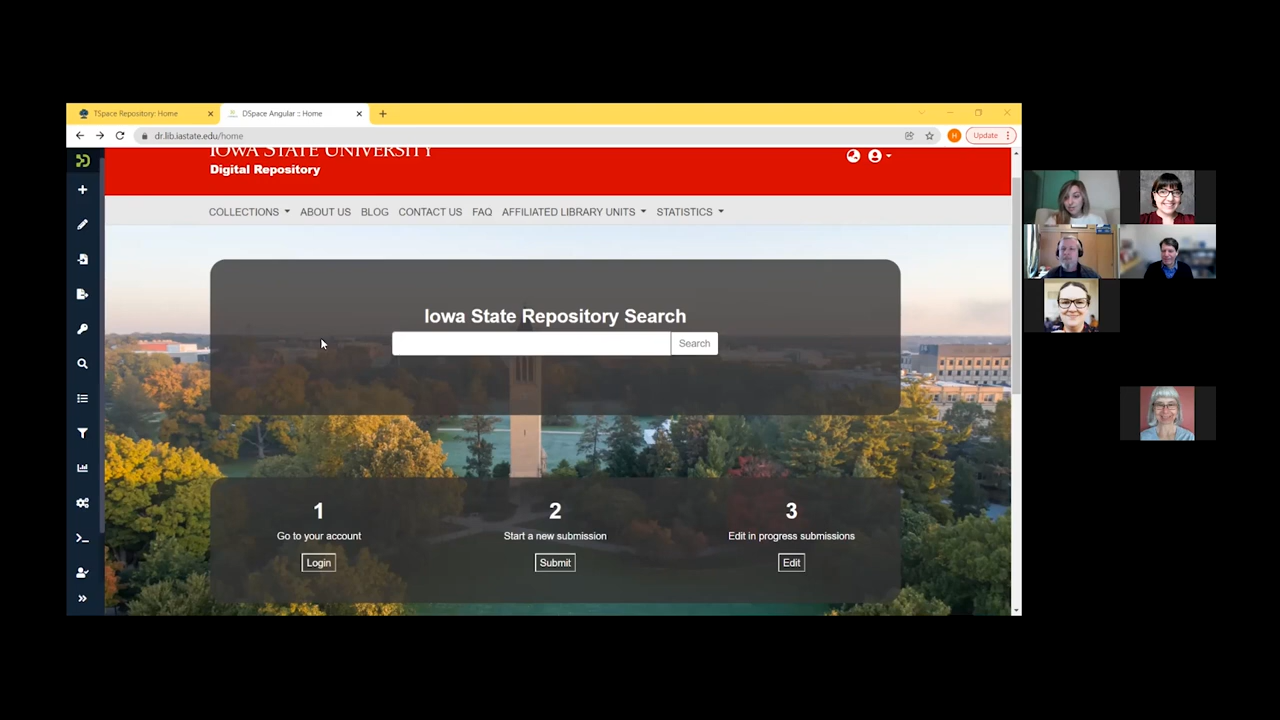 TSpace Repository: Home
DSpace Angular :: Home
dr.lib.iastate.edu/home
H
Update
IOWA STATE UNIVERSITY
Digital Repository
COLLECTIONS ABOUT US BLOG CONTACT US FAQ AFFILIATED LIBRARY UNITS STATISTICS
Iowa State Repository Search
Search
1 2 3
Go to your account Start a new submission Edit in progress submissions
Login Submit Edit